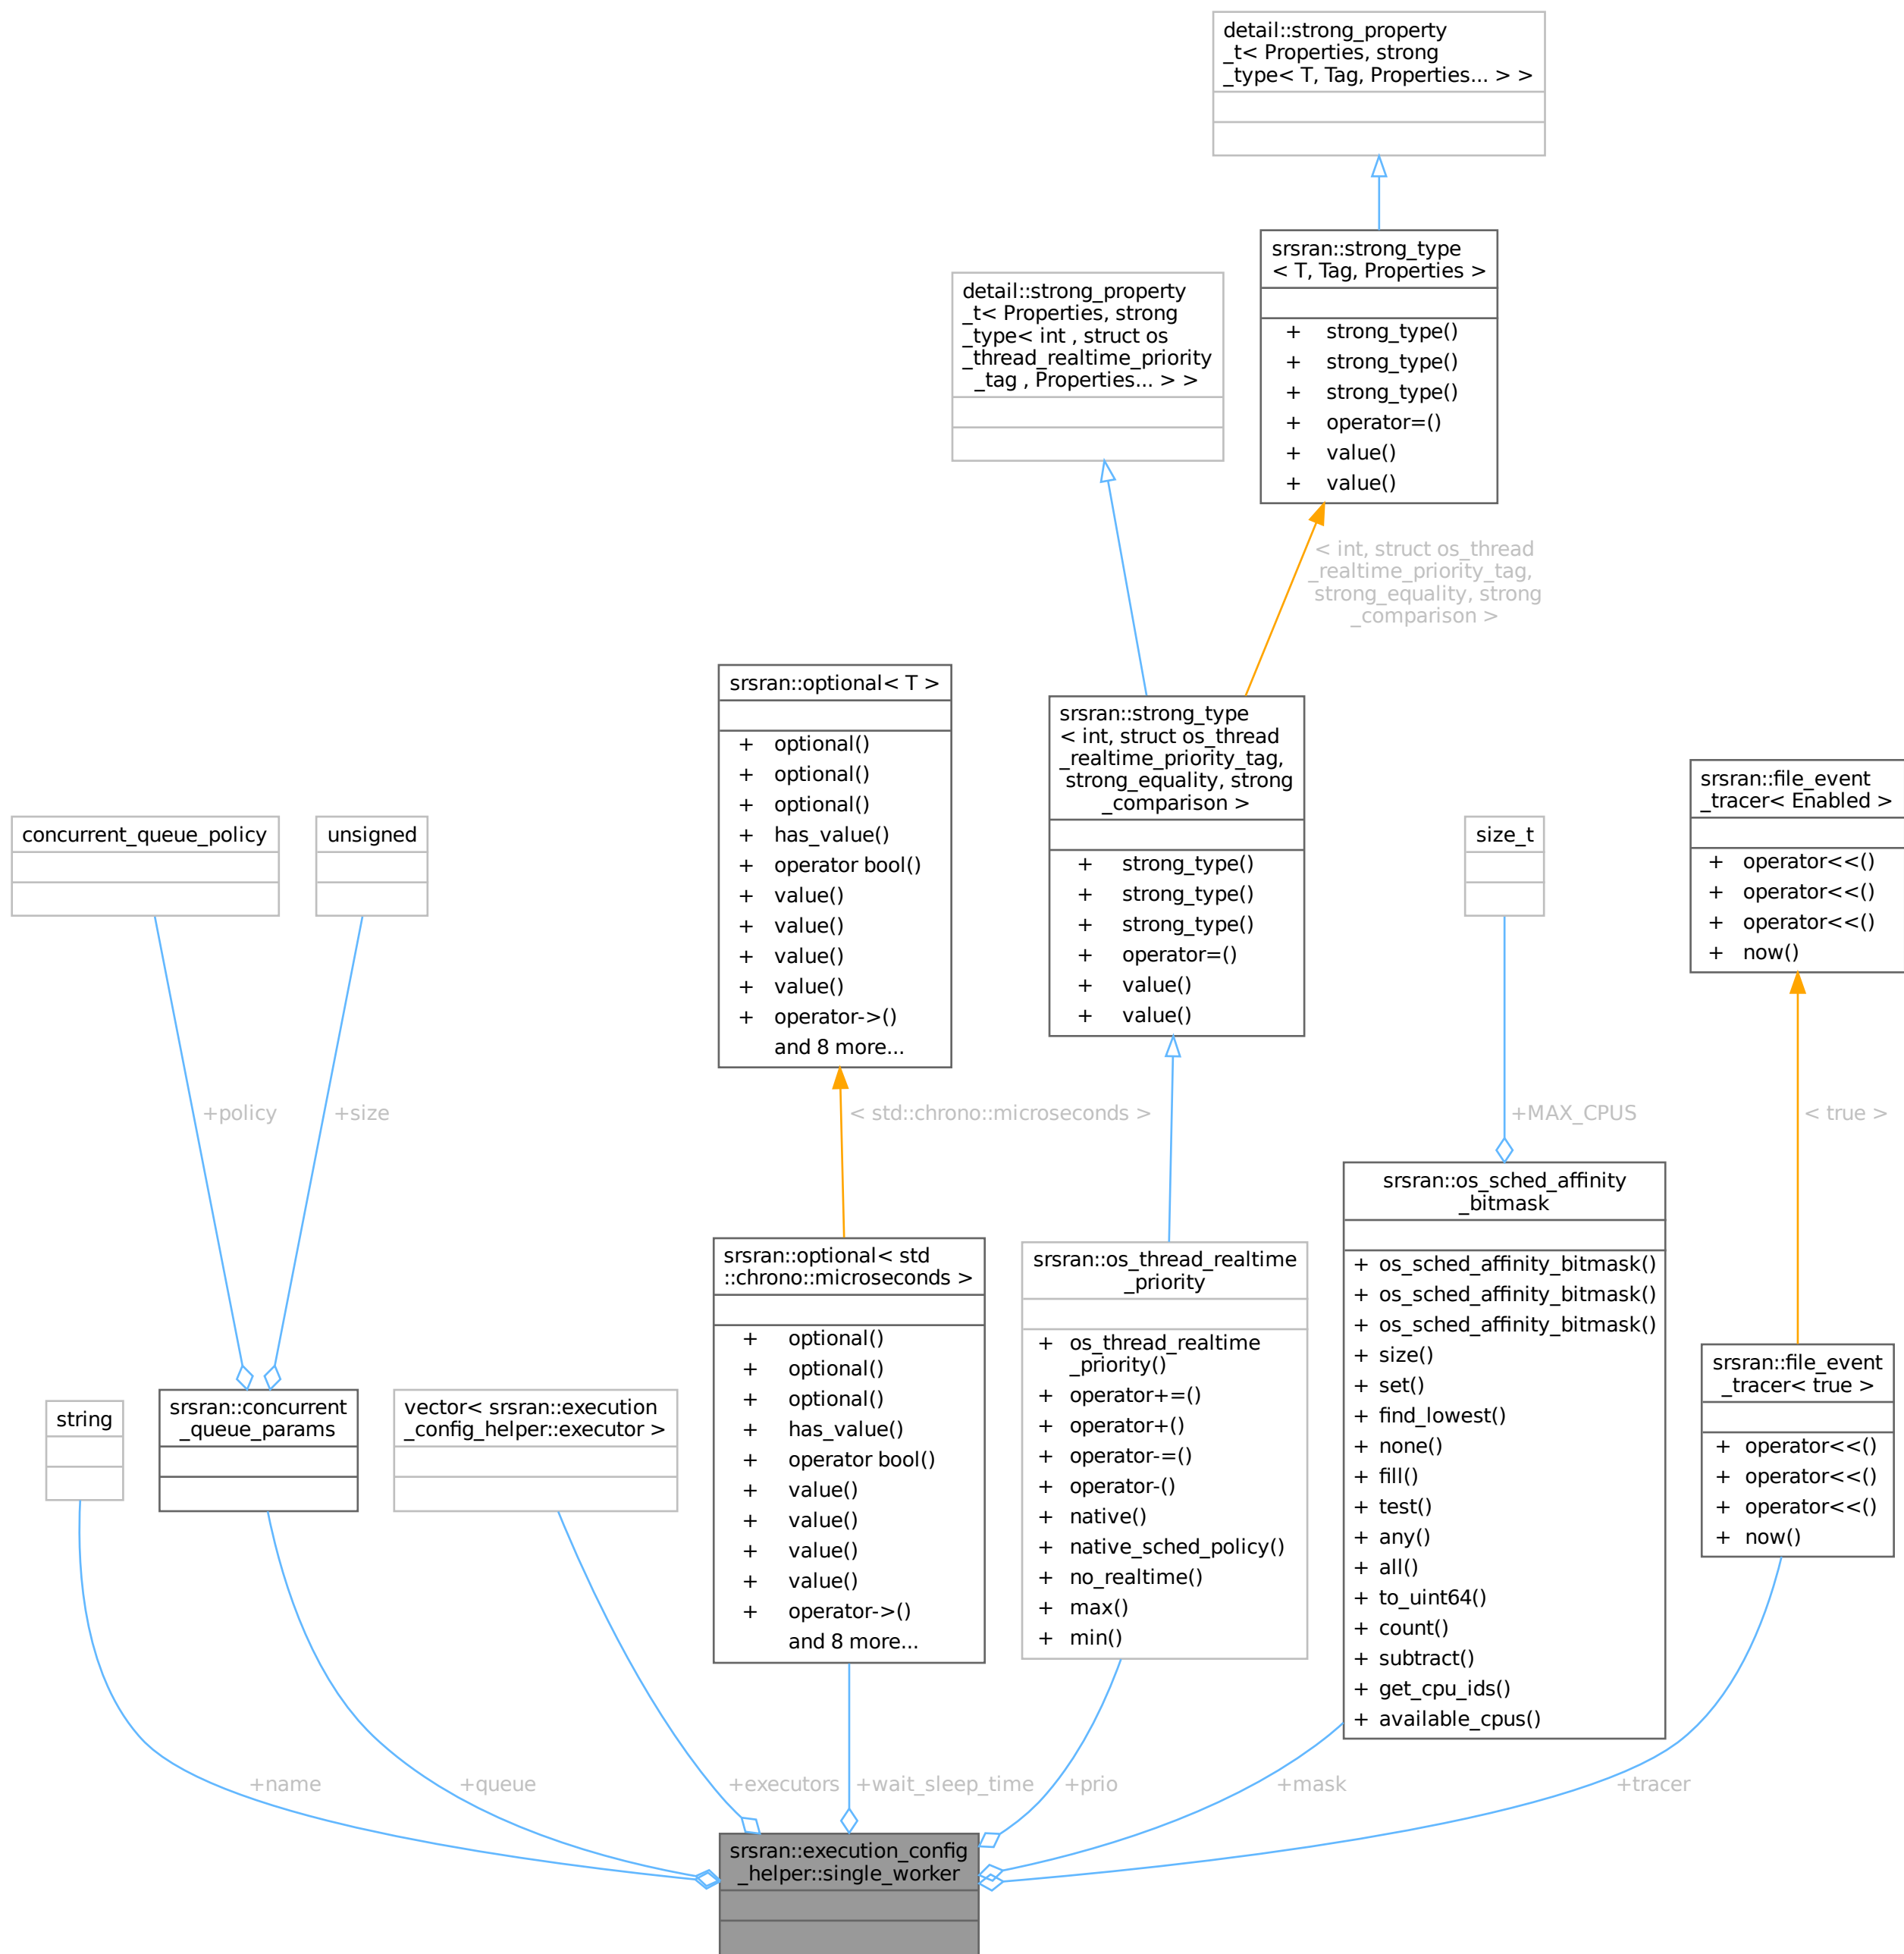 detail::strong_property
_t< Properties, strong
_type< T, Tag, Properties... > >
srsran::strong_type
< T, Tag, Properties >
+ strong_type()
+ strong_type()
+ strong_type()
+ operator=()
+ value()
+ value()
detail::strong_property
_t< Properties, strong
_type< int , struct os
_thread_realtime_priority
_tag , Properties... > >
< int, struct os_thread
_realtime_priority_tag,
strong_equality, strong
_comparison >
srsran::optional< T >
+ optional()
+ optional()
+ optional()
+ has_value()
+ operator bool()
+ value()
+ value()
+ value()
+ value()
+ operator->()
and 8 more...
srsran::strong_type
< int, struct os_thread
_realtime_priority_tag,
strong_equality, strong
_comparison >
+ strong_type()
+ strong_type()
+ strong_type()
+ operator=()
+ value()
+ value()
srsran::file_event
_tracer< Enabled >
+ operator<<()
+ operator<<()
+ operator<<()
+ now()
concurrent_queue_policy
unsigned
size_t
+policy
+size
< std::chrono::microseconds >
+MAX_CPUS
< true >
string
srsran::concurrent
_queue_params
vector< srsran::execution
_config_helper::executor >
srsran::optional< std
::chrono::microseconds >
+ optional()
+ optional()
+ optional()
+ has_value()
+ operator bool()
+ value()
+ value()
+ value()
+ value()
+ operator->()
and 8 more...
srsran::os_thread_realtime
_priority
+ os_thread_realtime
_priority()
+ operator+=()
+ operator+()
+ operator-=()
+ operator-()
+ native()
+ native_sched_policy()
+ no_realtime()
+ max()
+ min()
srsran::os_sched_affinity
_bitmask
+ os_sched_affinity_bitmask()
+ os_sched_affinity_bitmask()
+ os_sched_affinity_bitmask()
+ size()
+ set()
+ find_lowest()
+ none()
+ fill()
+ test()
+ any()
+ all()
+ to_uint64()
+ count()
+ subtract()
+ get_cpu_ids()
+ available_cpus()
srsran::file_event
_tracer< true >
+ operator<<()
+ operator<<()
+ operator<<()
+ now()
+name
+queue
+executors
+wait_sleep_time
+prio
+mask
+tracer
srsran::execution_config
_helper::single_worker